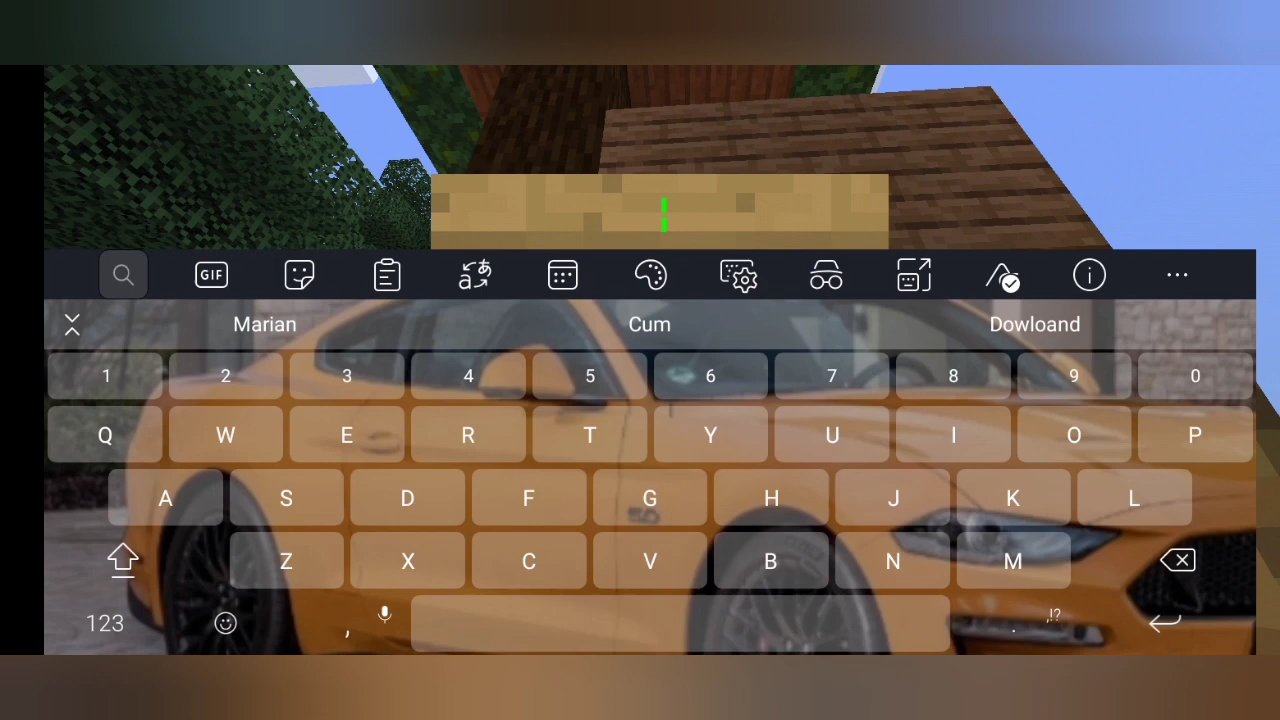 GIF
Marian Cum Dowloand
1 2 3 4 5 6 7 8 9 0
Q W E R T Y U I O P
A S D F G H J K L
Z X C V B N M
123 , . ,!?